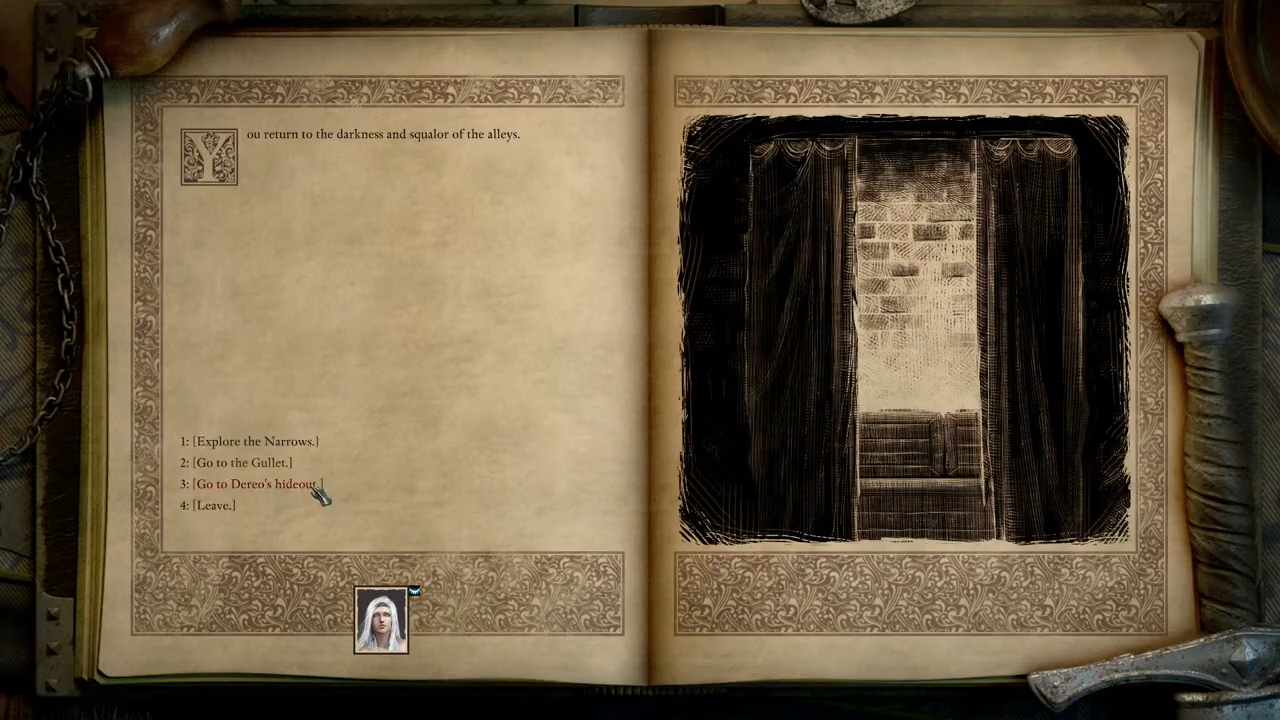 You return to the darkness and squalor of the alleys.
1: [Explore the Narrows.]
2: [Go to the Gullet.]
3: [Go to Dereo's hideout.]
4: [Leave.]